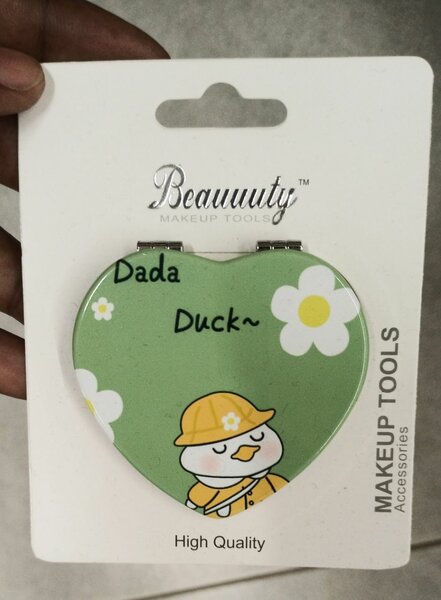 Beauuuty™
MAKEUP TOOLS
Dada
Duck~
MAKEUP TOOLS
Accessories
High Quality